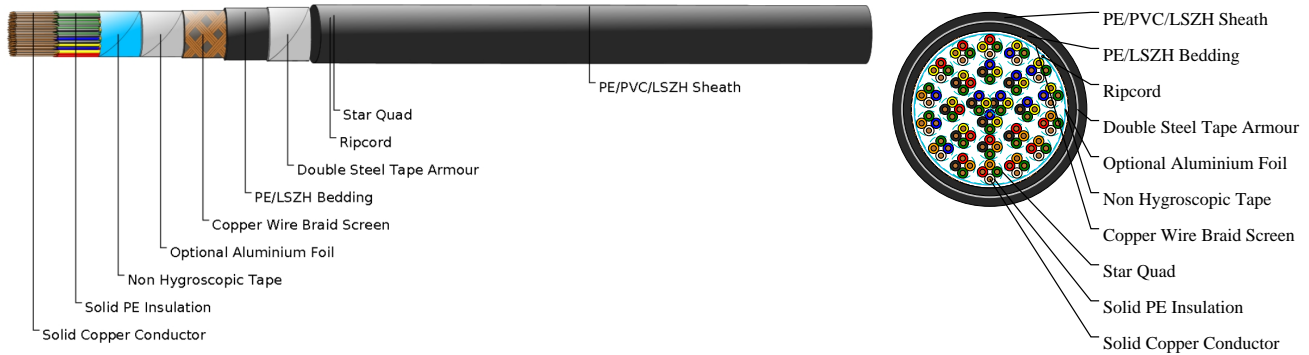 PE/PVC/LSZH Sheath
Star Quad
Ripcord
Double Steel Tape Armour
PE/LSZH Bedding
Copper Wire Braid Screen
Optional Aluminium Foil
Non Hygroscopic Tape
Solid PE Insulation
Solid Copper Conductor
PE/PVC/LSZH Sheath
PE/LSZH Bedding
Ripcord
Double Steel Tape Armour
Optional Aluminium Foil
Non Hygroscopic Tape
Copper Wire Braid Screen
Star Quad
Solid PE Insulation
Solid Copper Conductor